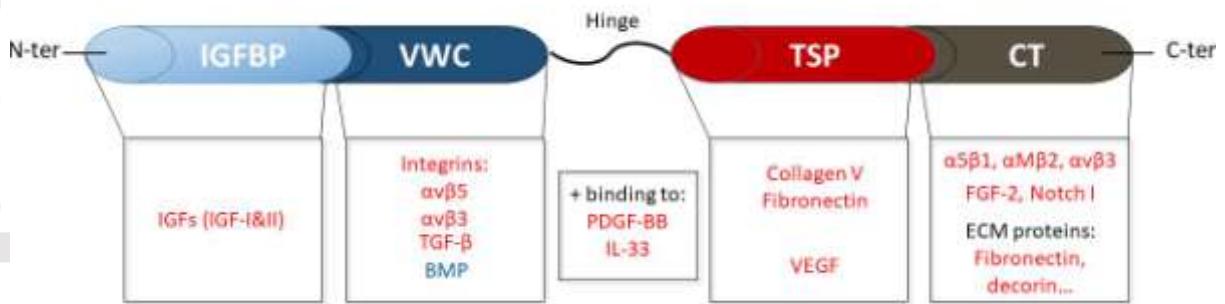 Hinge
N-ter
IGFBP
VWC
TSP
CT
C-ter
IGFs (IGF-I&II)
Integrins:
αvβ5
αvβ3
TGF-β
BMP
+ binding to:
PDGF-BB
IL-33
Collagen V
Fibronectin
VEGF
α5β1, αMβ2, αvβ3
FGF-2, Notch I
ECM proteins:
Fibronectin,
decorin...